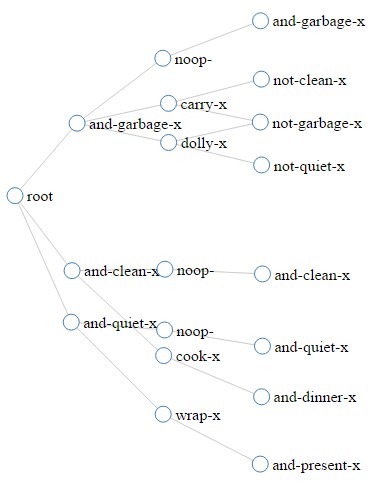 and-garbage-x
noop-
not-clean-x
carry-x
and-garbage-x
not-garbage-x
dolly-x
not-quiet-x
root
and-clean-x
noop-
and-clean-x
and-quiet-x
noop-
and-quiet-x
cook-x
and-dinner-x
wrap-x
and-present-x